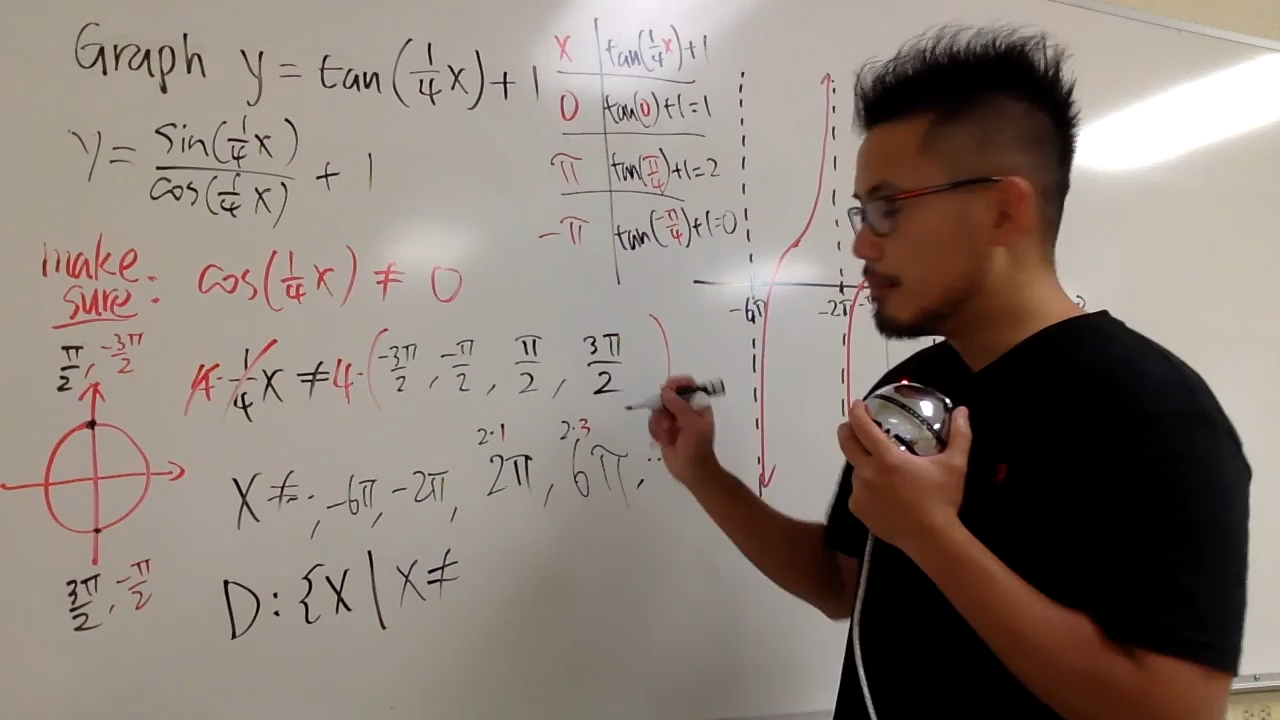 Graph y = tan(1/4 x) + 1
y = sin(1/4 x) / cos(1/4 x) + 1
make sure: cos(1/4 x) ≠ 0
π/2, -3π/2
4 · 1/4 x ≠ 4 · ( -3π/2, -π/2, π/2, 3π/2 )
2·1 2·3
x ≠ ..., -6π, -2π, 2π, 6π, ..
3π/2, -π/2
D: {x | x ≠
x | tan(1/4 x) + 1
0 | tan(0) + 1 = 1
π | tan(π/4) + 1 = 2
-π | tan(-π/4) + 1 = 0
-6π -2π